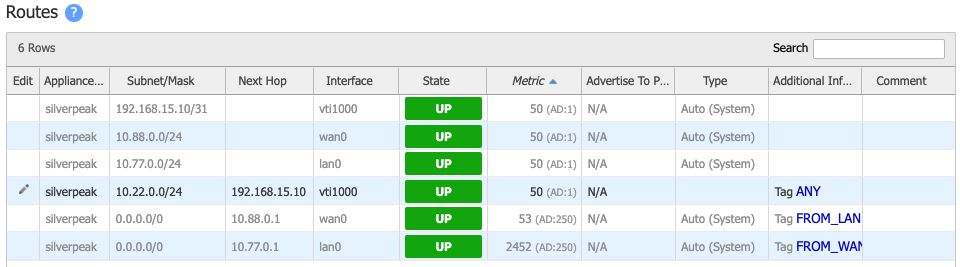 Routes ?
6 Rows Search
Edit Appliance... Subnet/Mask Next Hop Interface State Metric Advertise To P... Type Additional Inf... Comment
silverpeak 192.168.15.10/31 vti1000 UP 50 (AD:1) N/A Auto (System)
silverpeak 10.88.0.0/24 wan0 UP 50 (AD:1) N/A Auto (System)
silverpeak 10.77.0.0/24 lan0 UP 50 (AD:1) N/A Auto (System)
silverpeak 10.22.0.0/24 192.168.15.10 vti1000 UP 50 (AD:1) N/A Tag ANY
silverpeak 0.0.0.0/0 10.88.0.1 wan0 UP 53 (AD:250) N/A Auto (System) Tag FROM_LAN
silverpeak 0.0.0.0/0 10.77.0.1 lan0 UP 2452 (AD:250) N/A Auto (System) Tag FROM_WAN